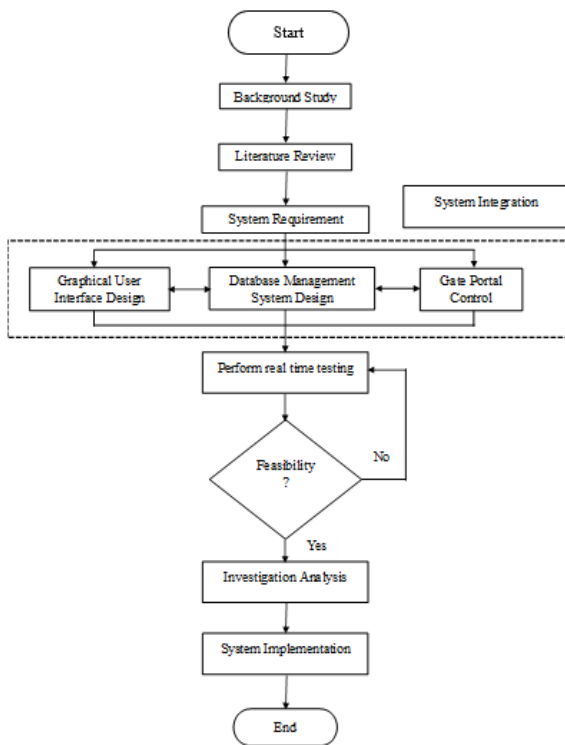 Start
Background Study
Literature Review
System Requirement
System Integration
Graphical User
Interface Design
Database Management
System Design
Gate Portal
Control
Perform real time testing
Feasibility
?
No
Yes
Investigation Analysis
System Implementation
End